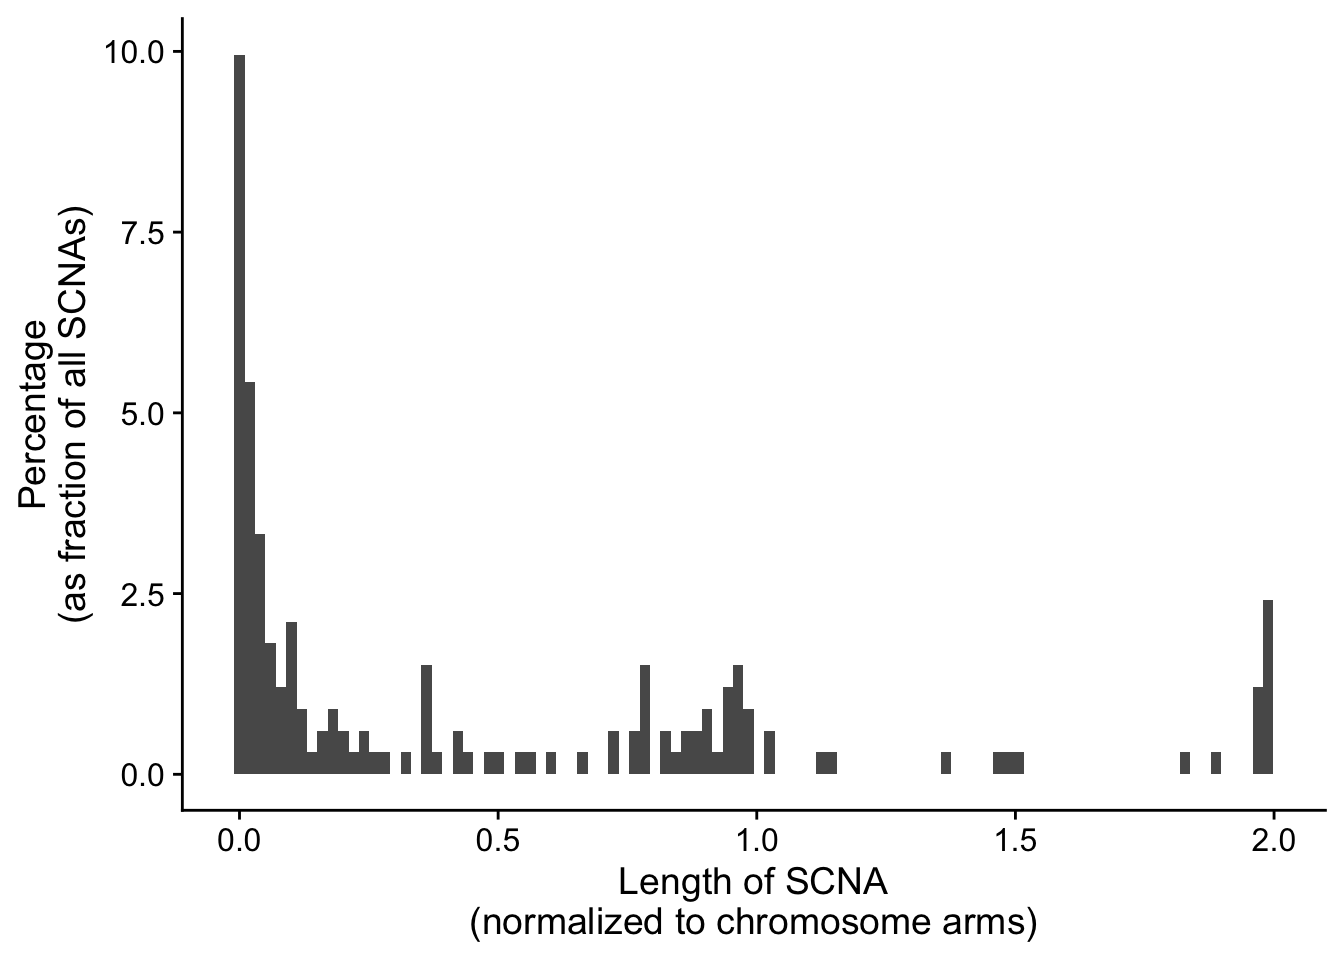 10.0
7.5
5.0
2.5
0.0
Percentage
(as fraction of all SCNAs)
0.0 0.5 1.0 1.5 2.0
Length of SCNA
(normalized to chromosome arms)